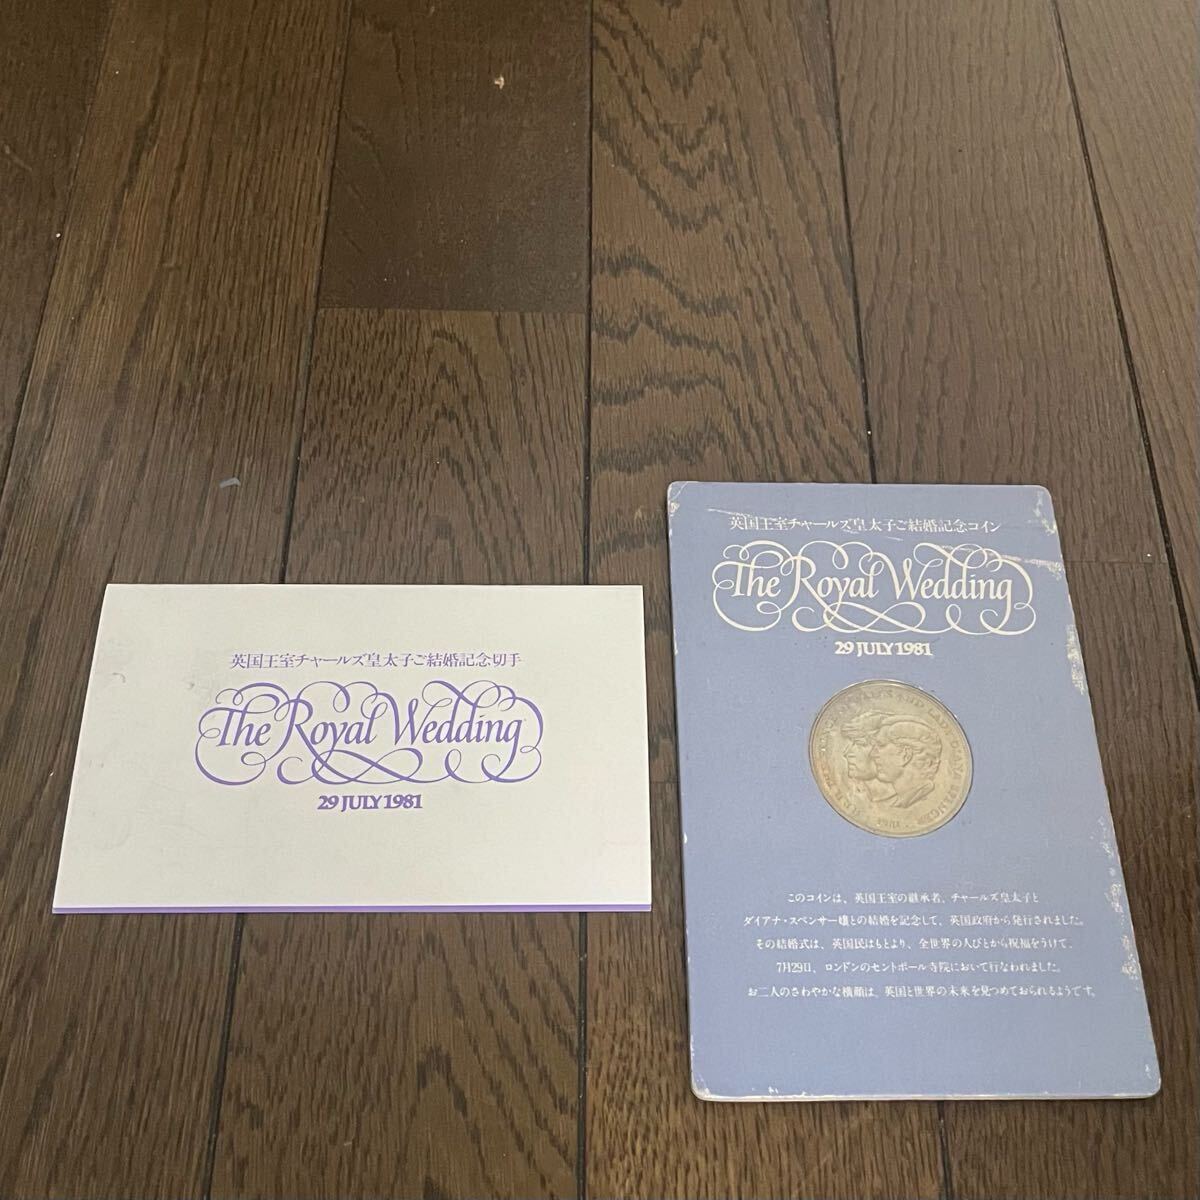 英国王室チャールズ皇太子ご結婚記念切手
The Royal Wedding
29 JULY 1981
英国王室チャールズ皇太子ご結婚記念コイン
The Royal Wedding
29 JULY 1981
WALES AND LADY DIANA SPENCER
1981
このコインは、英国王室の継承者、チャールズ皇太子と
ダイアナ・スペンサー嬢との結婚を記念して、英国政府から発行されました。
その結婚式は、英国民はもとより、全世界の人びとから祝福をうけて、
7月29日、ロンドンのセントポール寺院において行なわれました。
お二人のさわやかな横顔は、英国と世界の未来を見つめておられるようです。